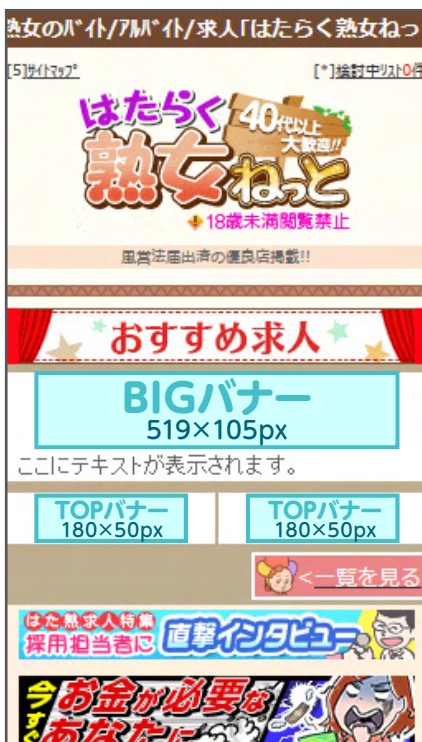 熟女のﾊﾞｲﾄ/ｱﾙﾊﾞｲﾄ/求人｢はたらく熟女ねっ
[5]ｻｲﾄﾏｯﾌﾟ
[*]検討中ﾘｽﾄ0件
はたらく
熟女ねっと
40代以上
大歓迎!!
18歳未満閲覧禁止
風営法届出済の優良店掲載!!
おすすめ求人
BIGバナー
519×105px
ここにテキストが表示されます。
TOPバナー
180×50px
TOPバナー
180×50px
<一覧を見る
はた熟求人特集
採用担当者に
直撃インタビュー
今すぐ
お金が必要な
あなたに